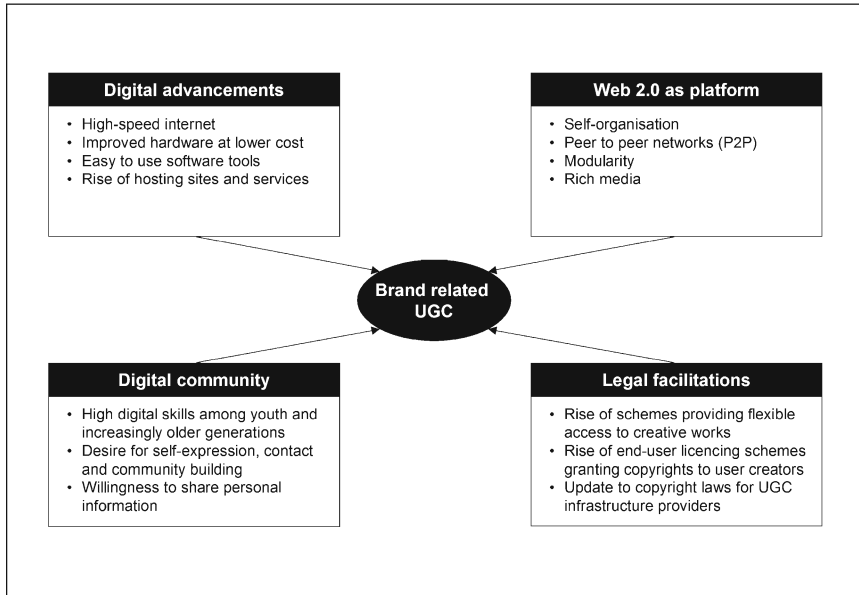 Digital advancements
• High-speed internet
• Improved hardware at lower cost
• Easy to use software tools
• Rise of hosting sites and services
Web 2.0 as platform
• Self-organisation
• Peer to peer networks (P2P)
• Modularity
• Rich media
Brand related
UGC
Digital community
• High digital skills among youth and
increasingly older generations
• Desire for self-expression, contact
and community building
• Willingness to share personal
information
Legal facilitations
• Rise of schemes providing flexible
access to creative works
• Rise of end-user licencing schemes
granting copyrights to user creators
• Update to copyright laws for UGC
infrastructure providers